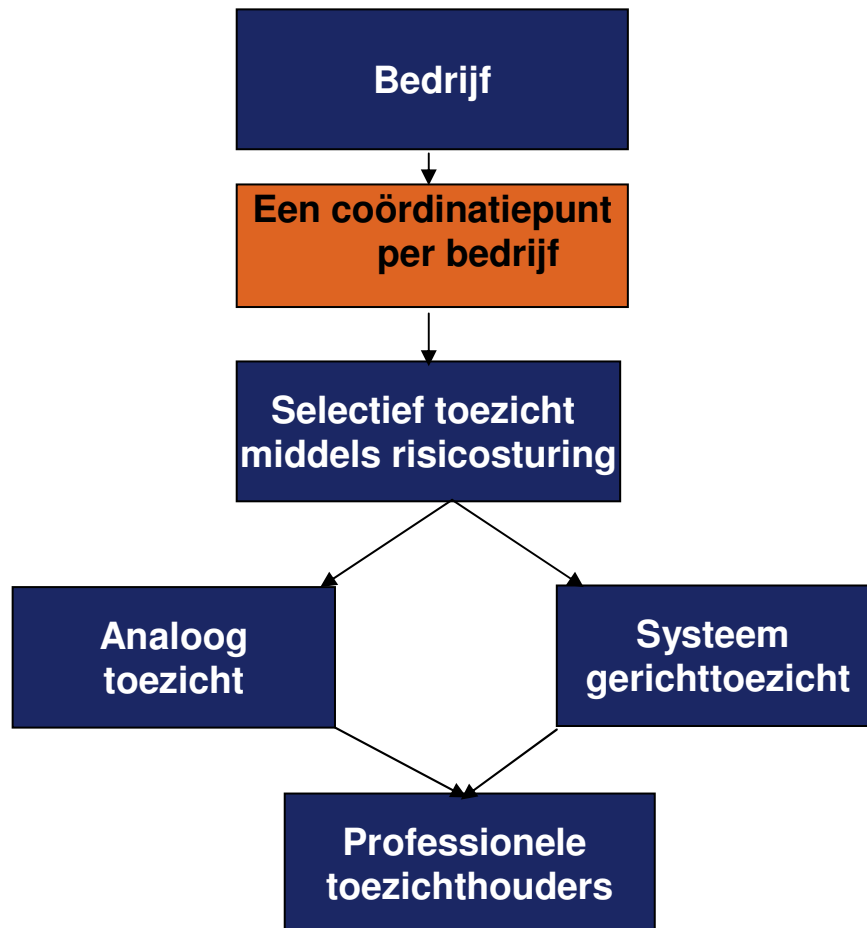 Bedrijf
Een coördinatiepunt
per bedrijf
Selectief toezicht
middels risicosturing
Analoog
toezicht
Systeem
gerichttoezicht
Professionele
toezichthouders